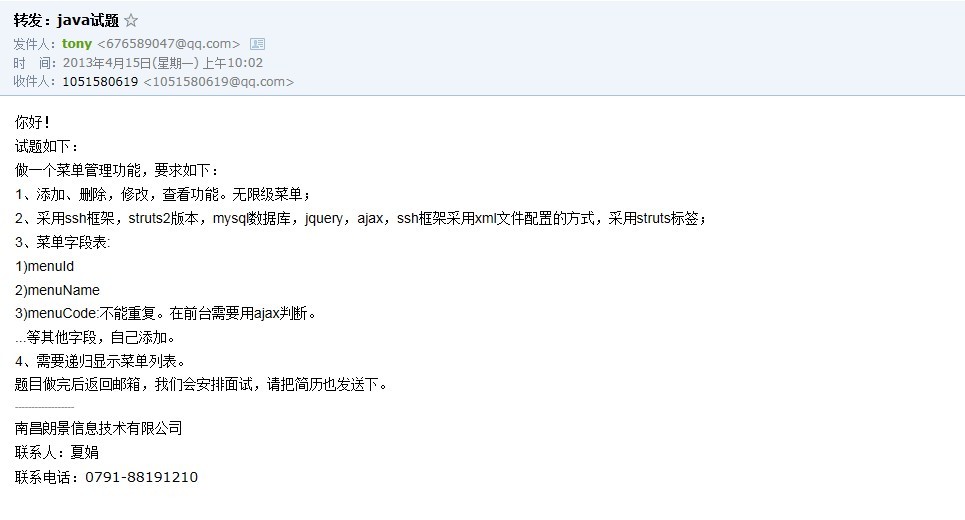 转发：java试题 ☆
发件人：tony <676589047@qq.com>
时　间：2013年4月15日(星期一) 上午10:02
收件人：1051580619 <1051580619@qq.com>
你好！
试题如下：
做一个菜单管理功能，要求如下：
1、添加、删除，修改，查看功能。无限级菜单；
2、采用ssh框架，struts2版本，mysql数据库，jquery，ajax，ssh框架采用xml文件配置的方式，采用struts标签；
3、菜单字段表:
1)menuId
2)menuName
3)menuCode:不能重复。在前台需要用ajax判断。
...等其他字段，自己添加。
4、需要递归显示菜单列表。
题目做完后返回邮箱，我们会安排面试，请把简历也发送下。
------------------
南昌朗景信息技术有限公司
联系人：夏娟
联系电话：0791-88191210